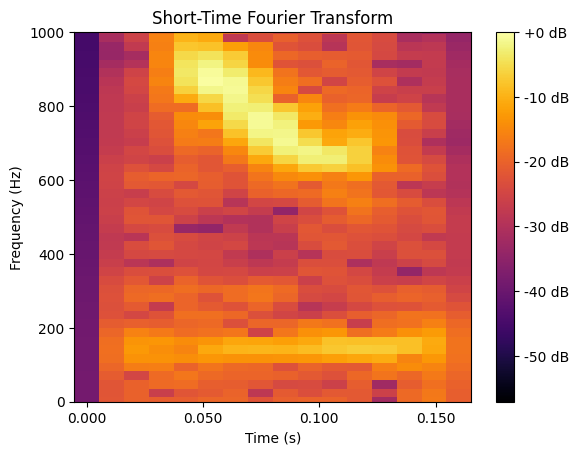 Short-Time Fourier Transform
1000
800
600
400
200
0
Frequency (Hz)
0.000
0.050
0.100
0.150
Time (s)
+0 dB
-10 dB
-20 dB
-30 dB
-40 dB
-50 dB